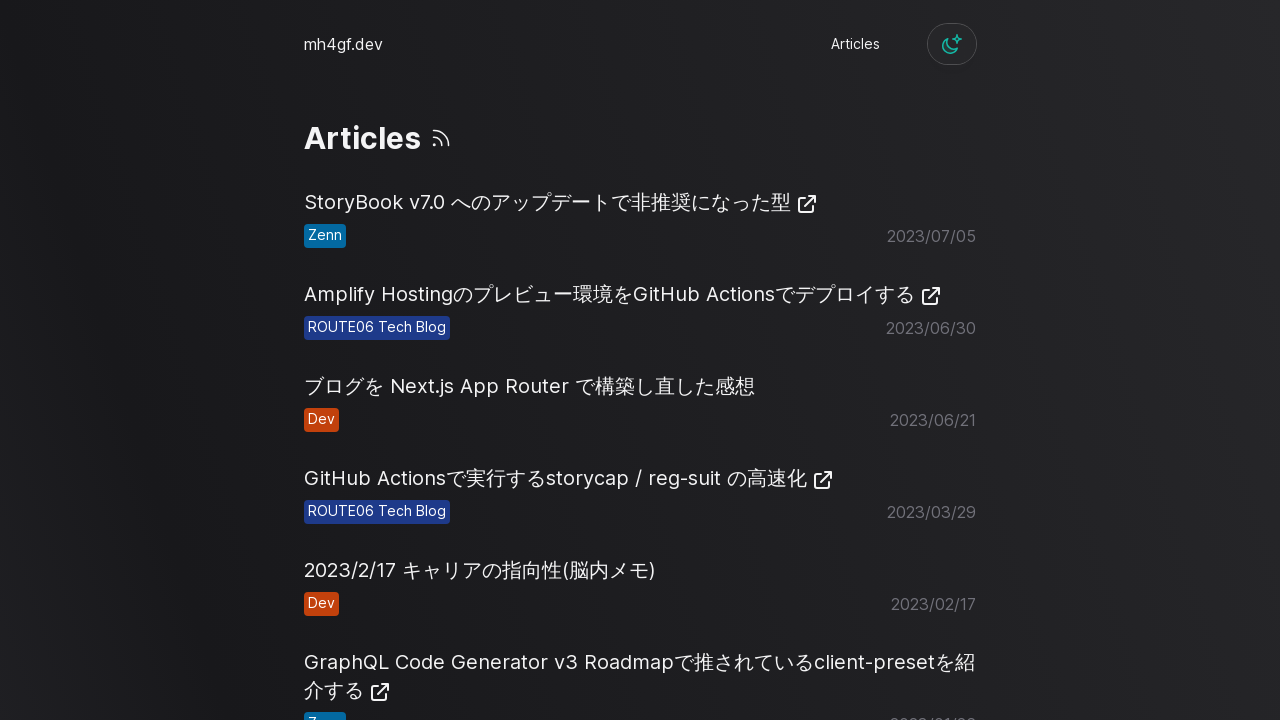 mh4gf.dev
Articles
Articles
StoryBook v7.0 へのアップデートで非推奨になった型
Zenn
2023/07/05
Amplify Hostingのプレビュー環境をGitHub Actionsでデプロイする
ROUTE06 Tech Blog
2023/06/30
ブログを Next.js App Router で構築し直した感想
Dev
2023/06/21
GitHub Actionsで実行するstorycap / reg-suit の高速化
ROUTE06 Tech Blog
2023/03/29
2023/2/17 キャリアの指向性(脳内メモ)
Dev
2023/02/17
GraphQL Code Generator v3 Roadmapで推されているclient-presetを紹
介する
Zenn